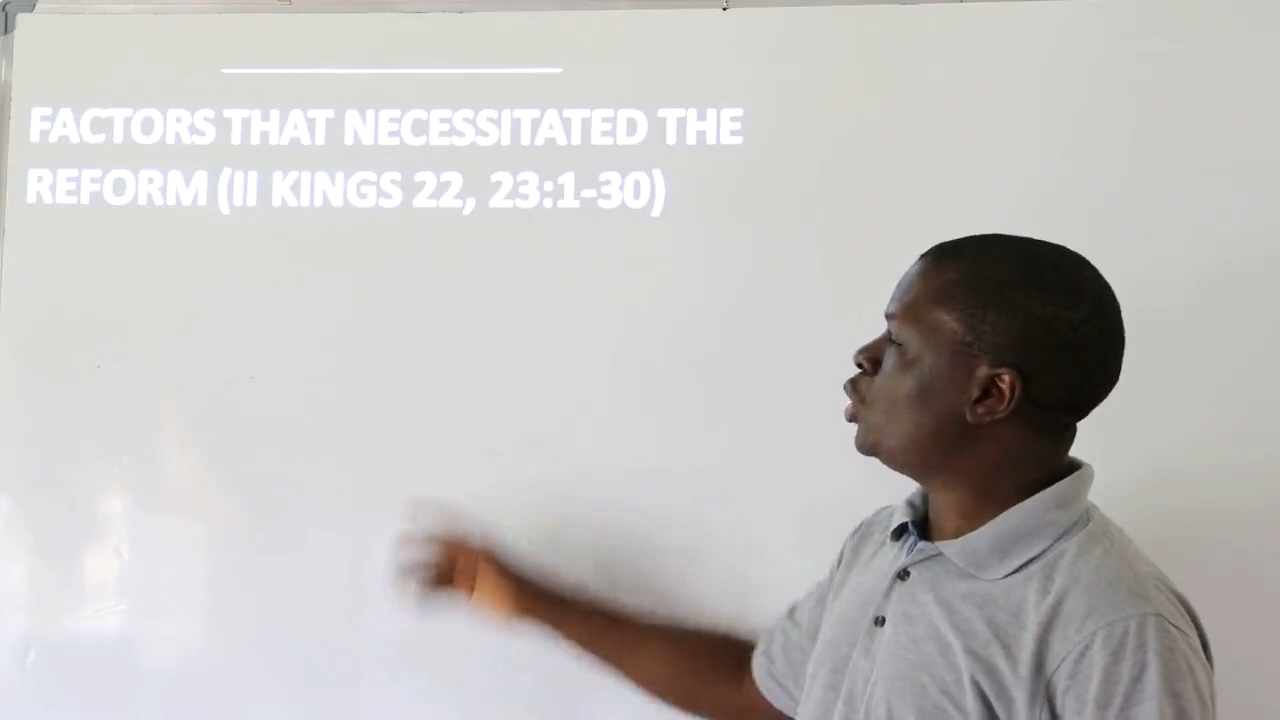 FACTORS THAT NECESSITATED THE
REFORM (II KINGS 22, 23:1-30)